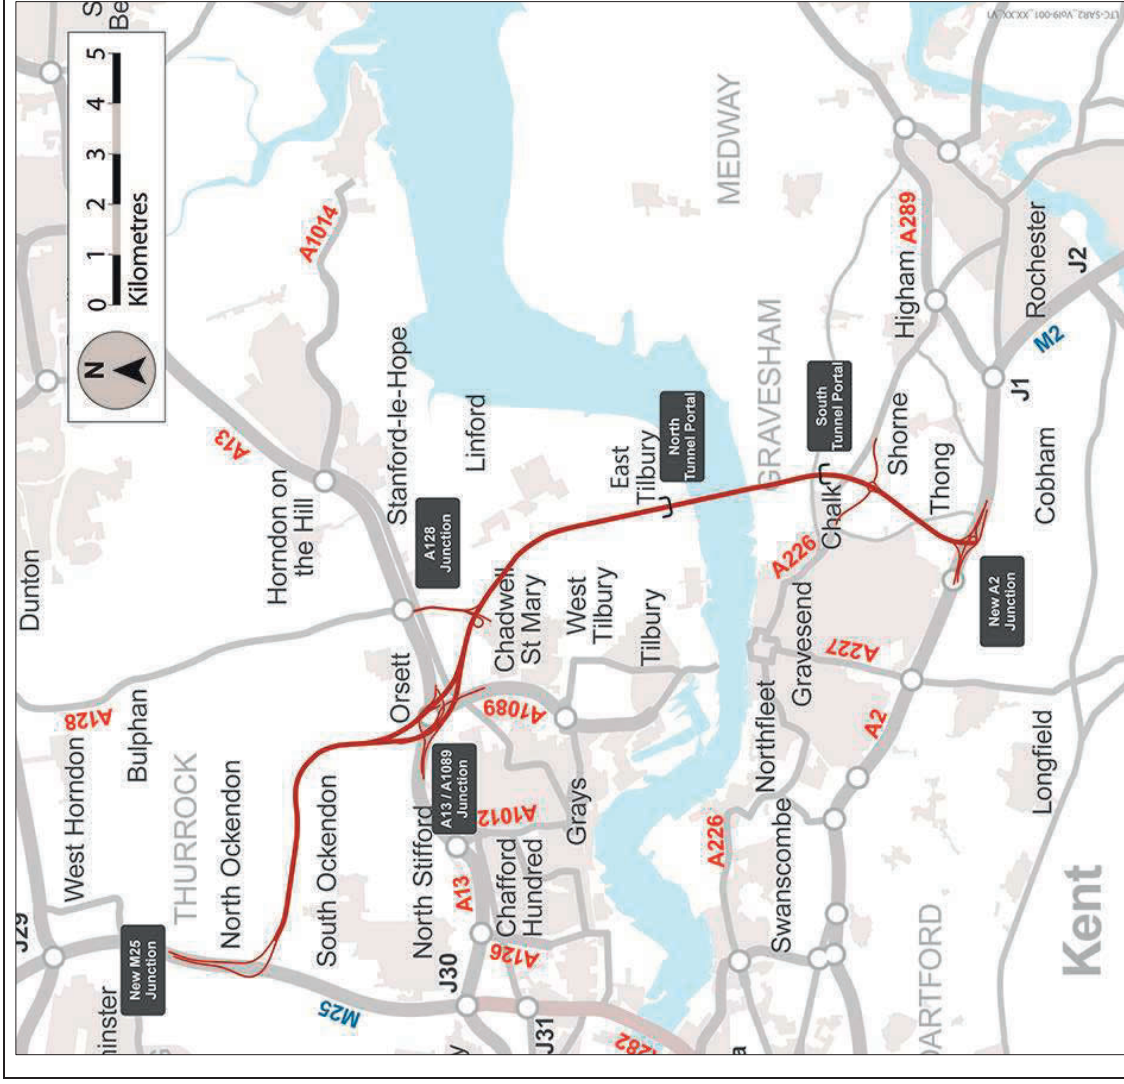 J29
Dunton
0 1 2 3 4 5
Kilometres
N
New M25
Junction
West Horndon
A128
Bulphan
THURROCK
North Ockendon
Horndon on
the Hill
A13
A1014
M25
South Ockendon
Orsett
Stanford-le-Hope
A128
Junction
North Stifford
A13 / A1089
Junction
Linford
J30
A13
A126
Chafford
Hundred
A1012
A1089
Chadwell
St Mary
J31
Grays
West
Tilbury
Tilbury
East
Tilbury
North
Tunnel Portal
MEDWAY
A226
GRAVESHAM
Northfleet
Swanscombe
Gravesend
A226
Chalk
South
Tunnel Portal
A227
A2
Shorne
Higham
A289
Thong
DARTFORD
New A2
Junction
J1
Rochester
M2
J2
Longfield
Cobham
Kent